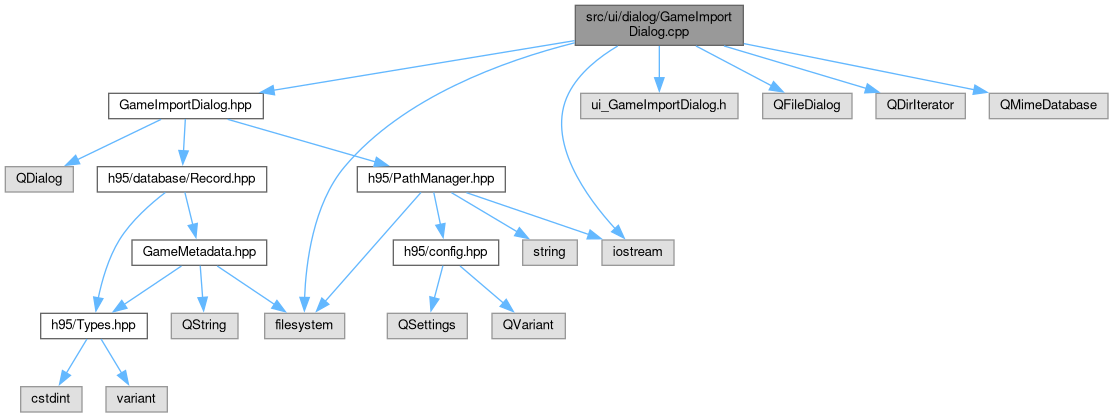 src/ui/dialog/GameImport
Dialog.cpp
GameImportDialog.hpp
ui_GameImportDialog.h
QFileDialog
QDirIterator
QMimeDatabase
QDialog
h95/database/Record.hpp
h95/PathManager.hpp
GameMetadata.hpp
h95/config.hpp
string
iostream
h95/Types.hpp
QString
filesystem
QSettings
QVariant
cstdint
variant